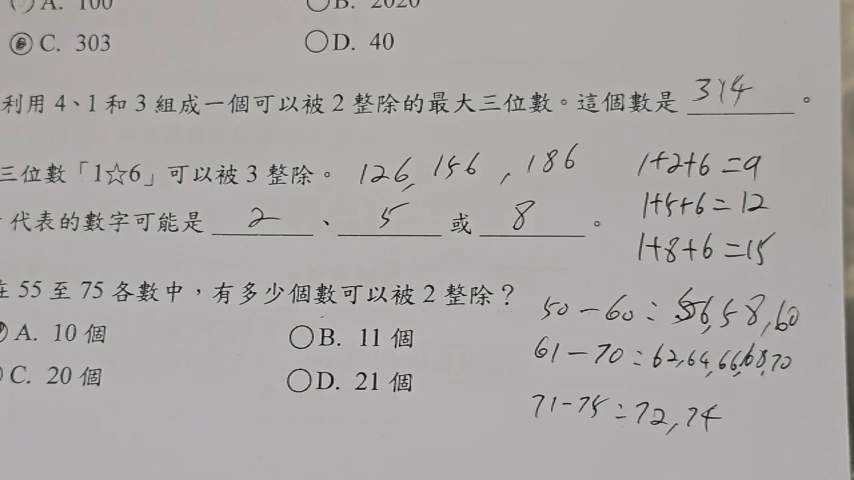 A. 100 B. 2020
C. 303 D. 40
利用 4、1 和 3 組成一個可以被 2 整除的最大三位數。這個數是 314 。
三位數「1☆6」可以被 3 整除。 126, 156, 186 1+2+6=9
代表的數字可能是 2 、 5 或 8 。 1+5+6=12
1+8+6=15
在 55 至 75 各數中，有多少個數可以被 2 整除？ 50-60: 56,58,60
A. 10 個 B. 11 個 61-70: 62,64,66,68,70
C. 20 個 D. 21 個 71-75: 72,74